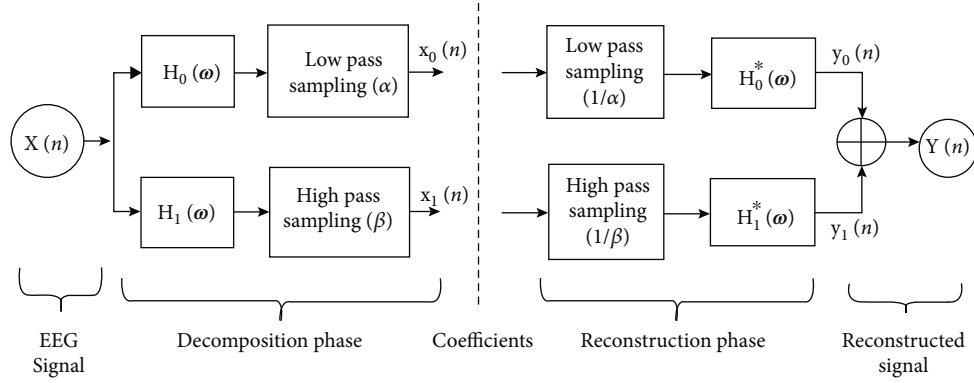 X (n)
H₀ (ω)
Low pass
sampling (α)
x₀ (n)
H₁ (ω)
High pass
sampling (β)
x₁ (n)
Low pass
sampling
(1/α)
H₀* (ω)
y₀ (n)
High pass
sampling
(1/β)
H₁* (ω)
y₁ (n)
Y (n)
EEG
Signal
Decomposition phase
Coefficients
Reconstruction phase
Reconstructed
signal